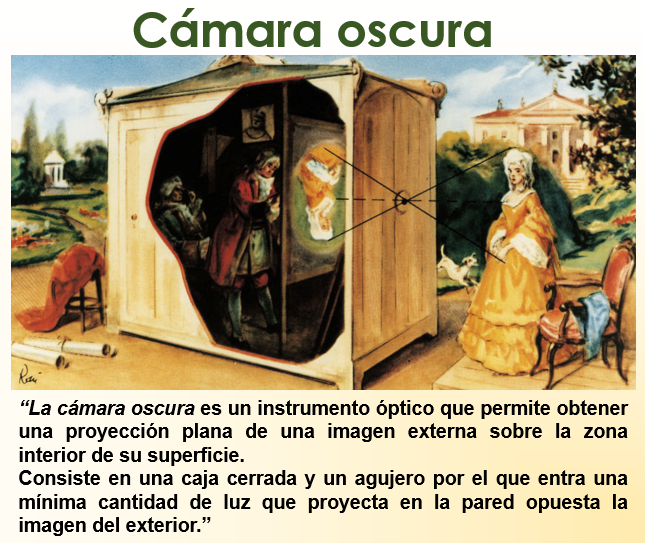 Cámara oscura
“La cámara oscura es un instrumento óptico que permite obtener
una proyección plana de una imagen externa sobre la zona
interior de su superficie.
Consiste en una caja cerrada y un agujero por el que entra una
mínima cantidad de luz que proyecta en la pared opuesta la
imagen del exterior.”